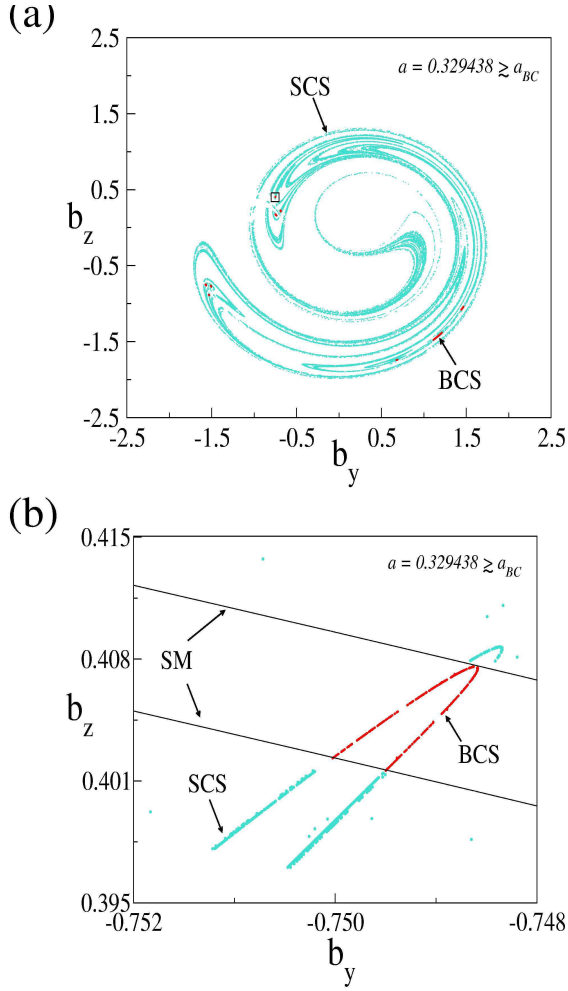 (a)
2.5
a = 0.329438 ≳ a_BC
SCS
1.5
0.5
b_z
-0.5
-1.5
BCS
-2.5
-2.5 -1.5 -0.5 0.5 1.5 2.5
b_y
(b)
0.415
a = 0.329438 ≳ a_BC
0.408
SM
b_z
BCS
0.401
SCS
0.395
-0.752 -0.750 -0.748
b_y